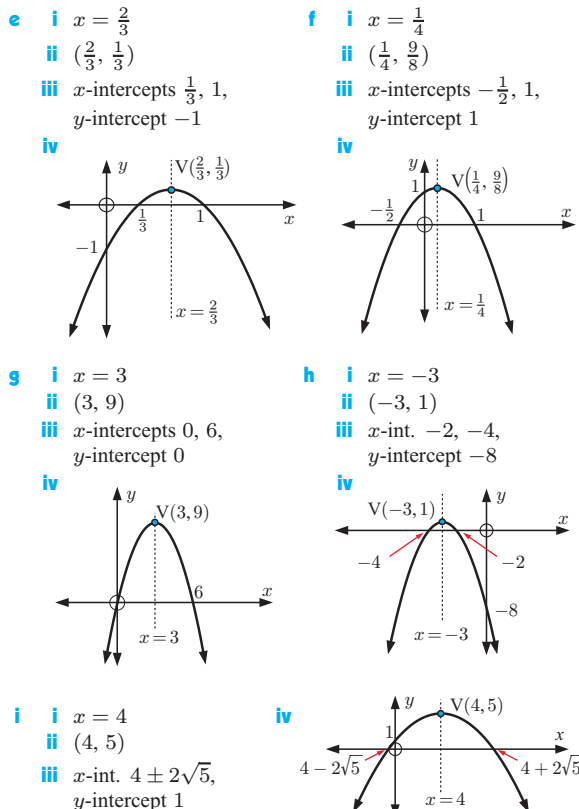 e i x = 2/3
ii (2/3, 1/3)
iii x-intercepts 1/3, 1,
y-intercept −1
iv
y
V(2/3, 1/3)
1/3
1
x
−1
x = 2/3
f i x = 1/4
ii (1/4, 9/8)
iii x-intercepts −1/2, 1,
y-intercept 1
iv
y
1
V(1/4, 9/8)
−1/2
1
x
x = 1/4
g i x = 3
ii (3, 9)
iii x-intercepts 0, 6,
y-intercept 0
iv
y
V(3, 9)
6
x
x = 3
h i x = −3
ii (−3, 1)
iii x-int. −2, −4,
y-intercept −8
iv
y
V(−3, 1)
x
−4
−2
−8
x = −3
i i x = 4
ii (4, 5)
iii x-int. 4 ± 2√5,
y-intercept 1
iv
y
V(4, 5)
1
x
4 − 2√5
4 + 2√5
x = 4